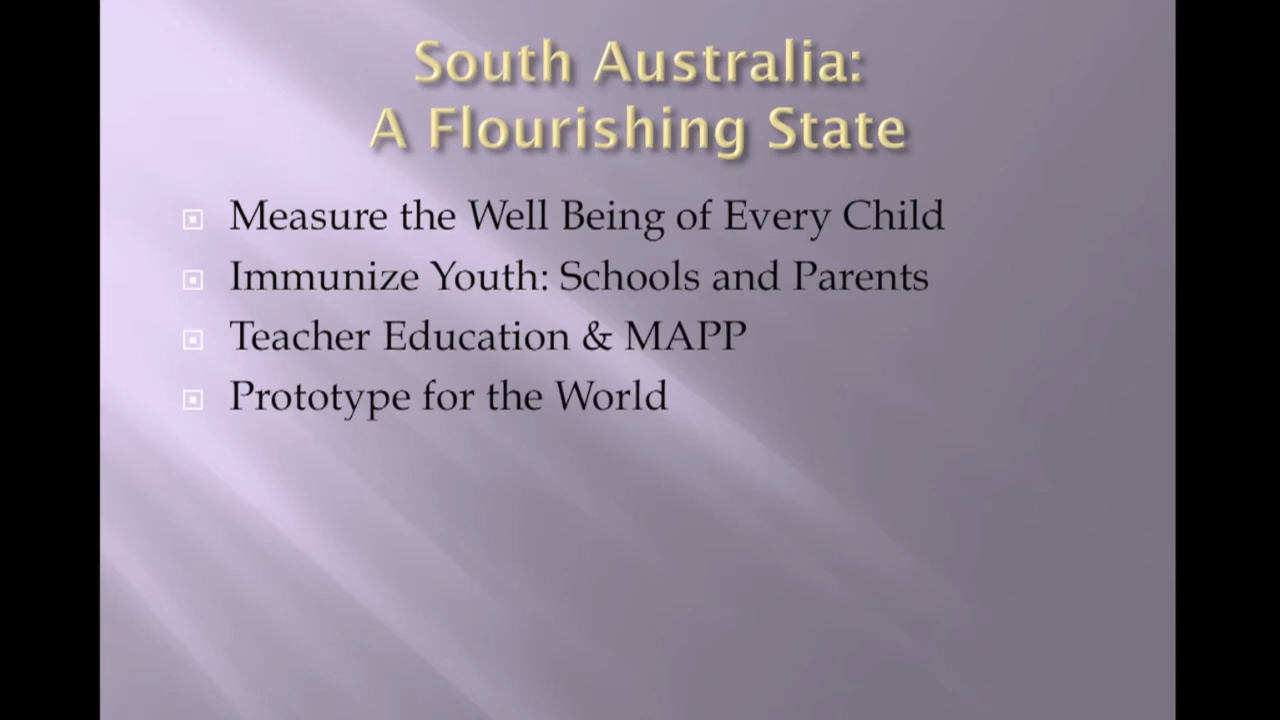 South Australia:
A Flourishing State
Measure the Well Being of Every Child
Immunize Youth: Schools and Parents
Teacher Education & MAPP
Prototype for the World